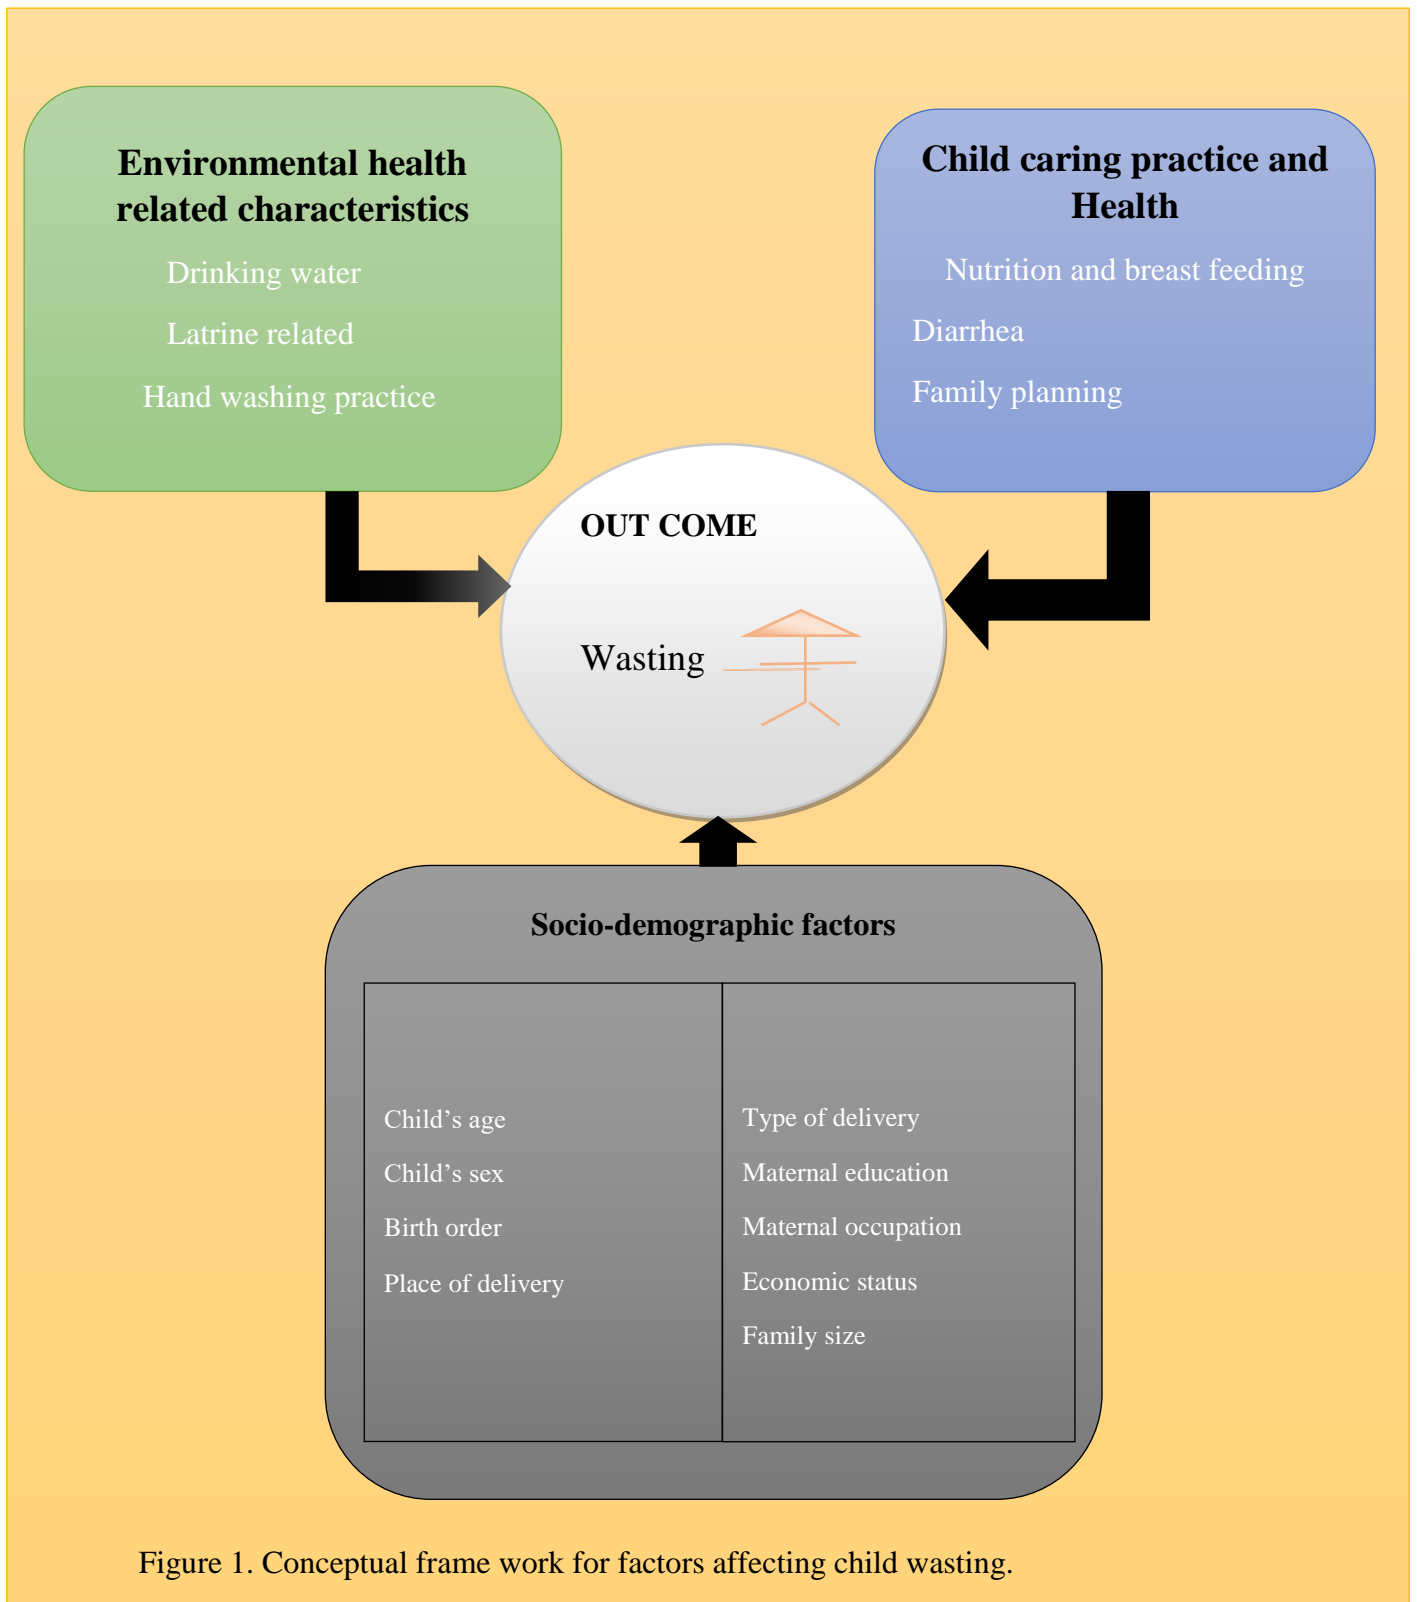 Environmental health
related characteristics
Drinking water
Latrine related
Hand washing practice
Child caring practice and
Health
Nutrition and breast feeding
Diarrhea
Family planning
OUT COME
Wasting
Socio-demographic factors
Child’s age
Child’s sex
Birth order
Place of delivery
Type of delivery
Maternal education
Maternal occupation
Economic status
Family size
Figure 1. Conceptual frame work for factors affecting child wasting.